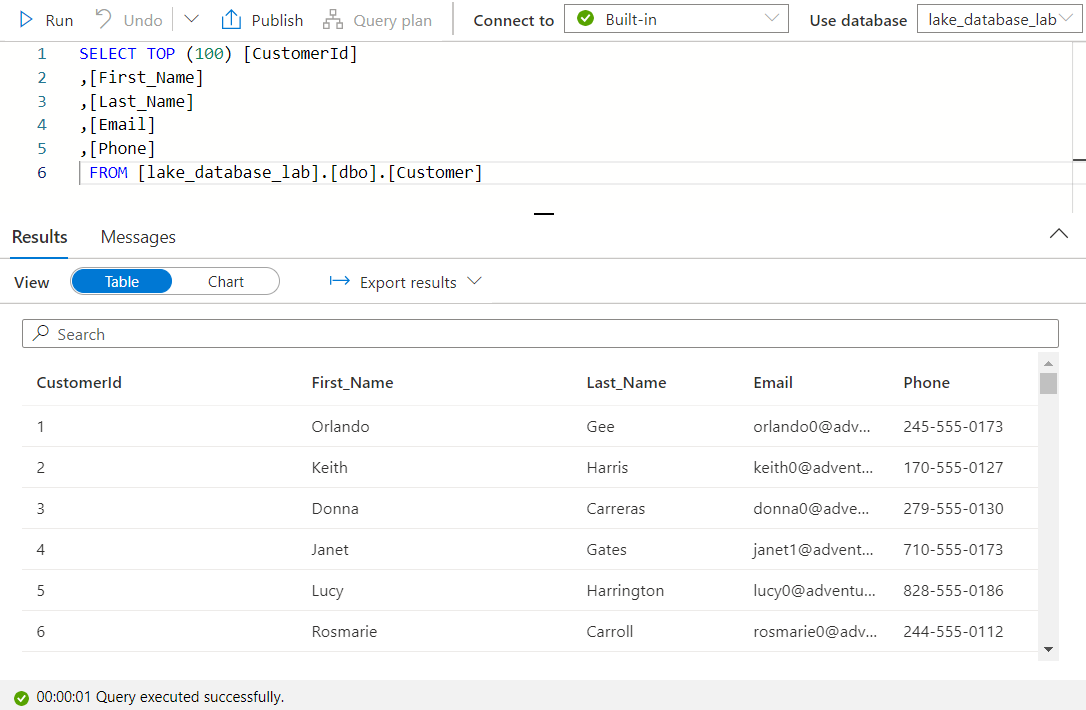 Run Undo Publish Query plan Connect to Built-in Use database lake_database_lab
1 SELECT TOP (100) [CustomerId]
2 ,[First_Name]
3 ,[Last_Name]
4 ,[Email]
5 ,[Phone]
6 FROM [lake_database_lab].[dbo].[Customer]
Results Messages
View Table Chart Export results
Search
CustomerId First_Name Last_Name Email Phone
1 Orlando Gee orlando0@adv... 245-555-0173
2 Keith Harris keith0@advent... 170-555-0127
3 Donna Carreras donna0@adve... 279-555-0130
4 Janet Gates janet1@advent... 710-555-0173
5 Lucy Harrington lucy0@adventu... 828-555-0186
6 Rosmarie Carroll rosmarie0@adv... 244-555-0112
00:00:01 Query executed successfully.